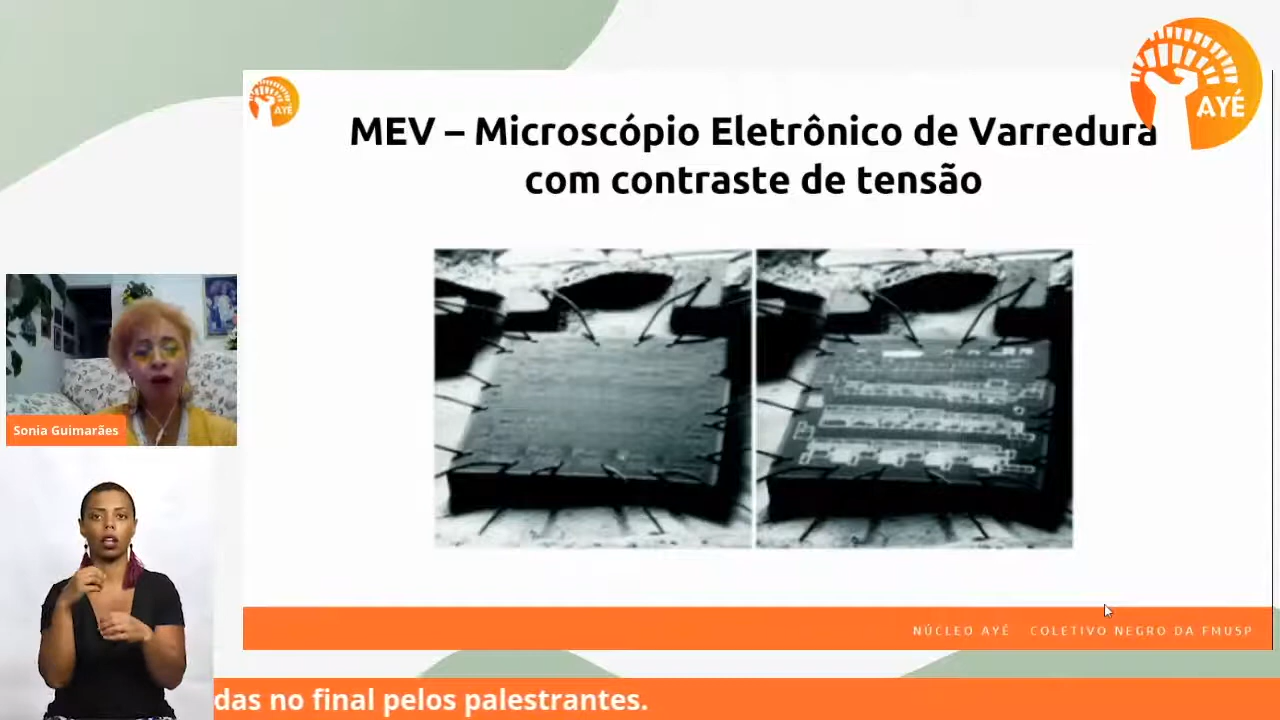 AYÉ
AYÉ
MEV – Microscópio Eletrônico de Varredura
com contraste de tensão
Sonia Guimarães
NÚCLEO AYÉ COLETIVO NEGRO DA FMUSP
das no final pelos palestrantes.